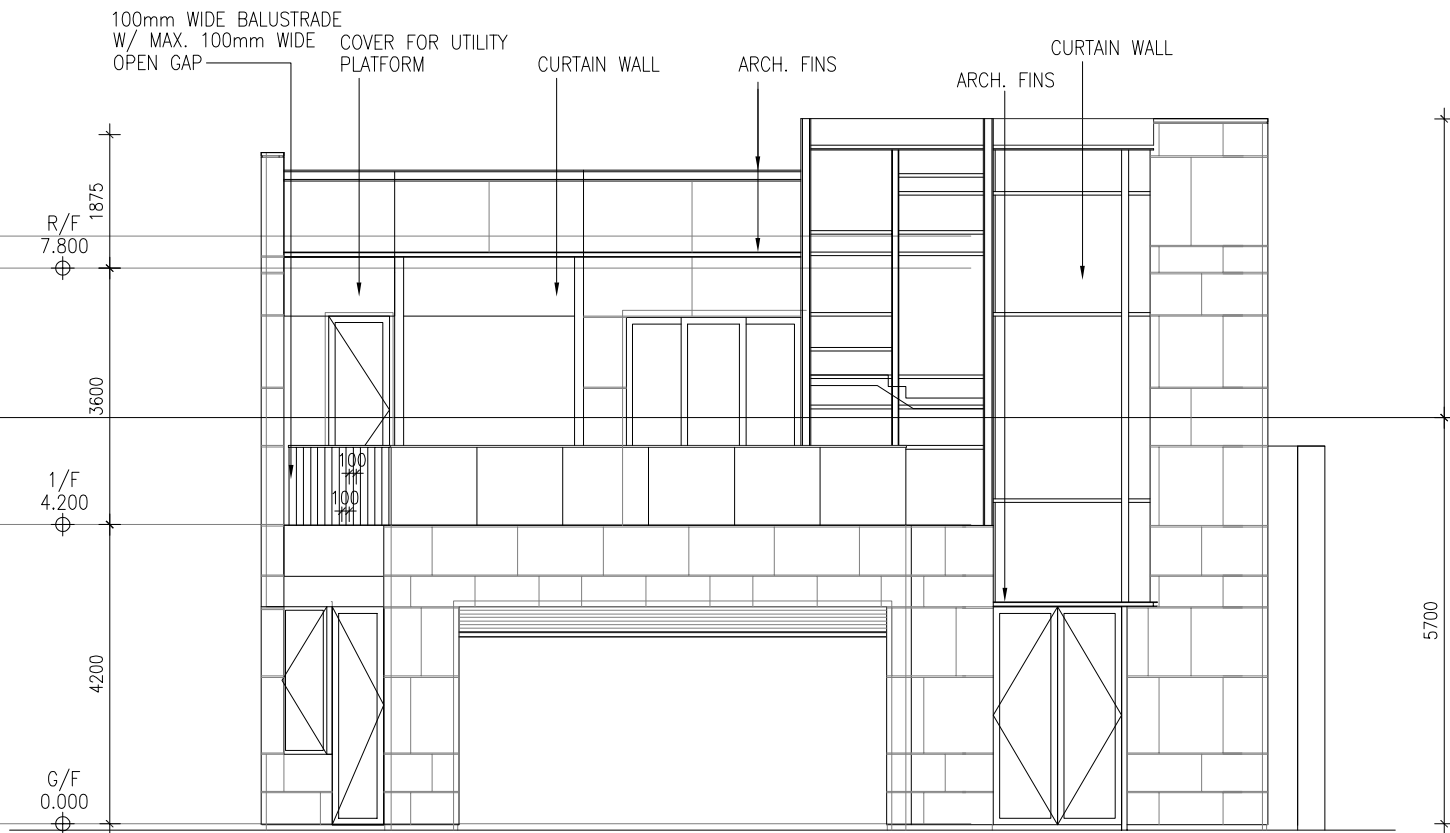 100mm WIDE BALUSTRADE
W/ MAX. 100mm WIDE
OPEN GAP
COVER FOR UTILITY
PLATFORM
CURTAIN WALL
ARCH. FINS
ARCH. FINS
CURTAIN WALL
1875
R/F
7.800
3600
1/F
4.200
100
100
4200
G/F
0.000
5700